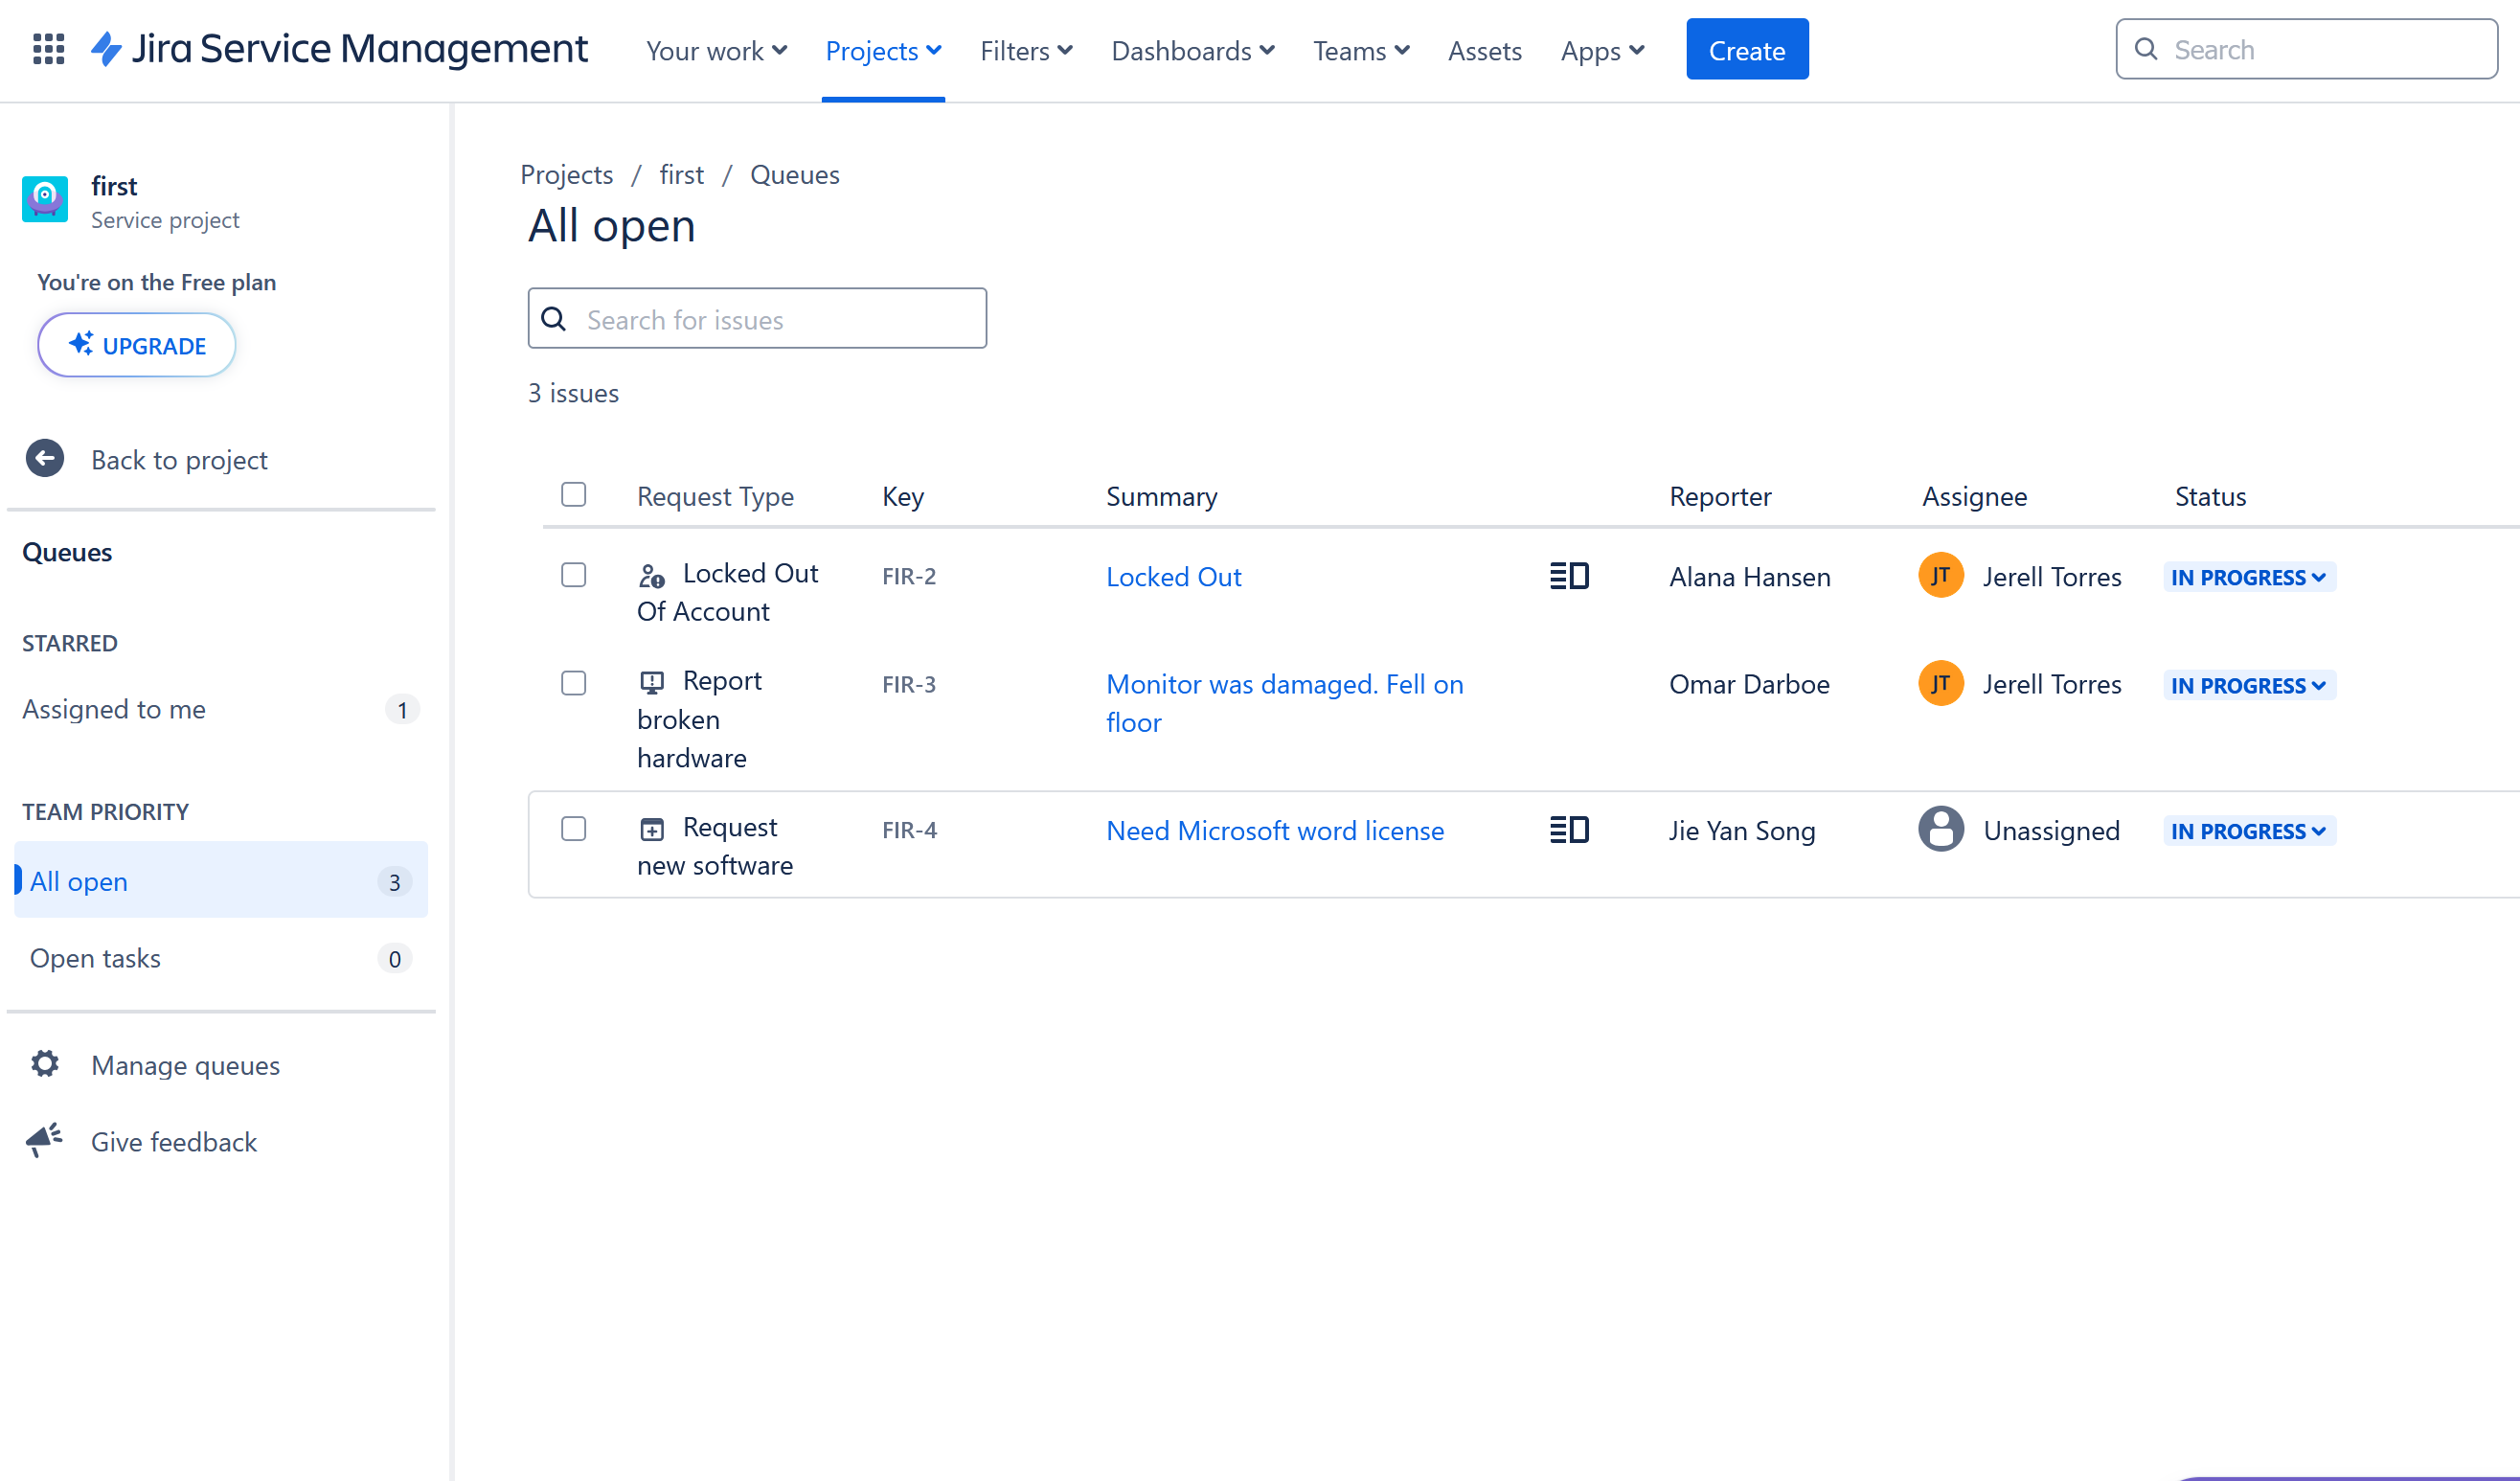 Jira Service Management Your work Projects Filters Dashboards Teams Assets Apps Create Search
first
Service project
You're on the Free plan
UPGRADE
Back to project
Queues
STARRED
Assigned to me 1
TEAM PRIORITY
All open 3
Open tasks 0
Manage queues
Give feedback
Projects / first / Queues
All open
Search for issues
3 issues
Request Type Key Summary Reporter Assignee Status
Locked Out FIR-2 Locked Out Alana Hansen JT Jerell Torres IN PROGRESS
Of Account
Report FIR-3 Monitor was damaged. Fell on Omar Darboe JT Jerell Torres IN PROGRESS
broken floor
hardware
Request FIR-4 Need Microsoft word license Jie Yan Song Unassigned IN PROGRESS
new software